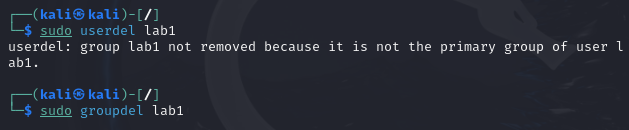 ┌──(kali㉿kali)-[/]
└─$ sudo userdel lab1
userdel: group lab1 not removed because it is not the primary group of user l
ab1.
┌──(kali㉿kali)-[/]
└─$ sudo groupdel lab1